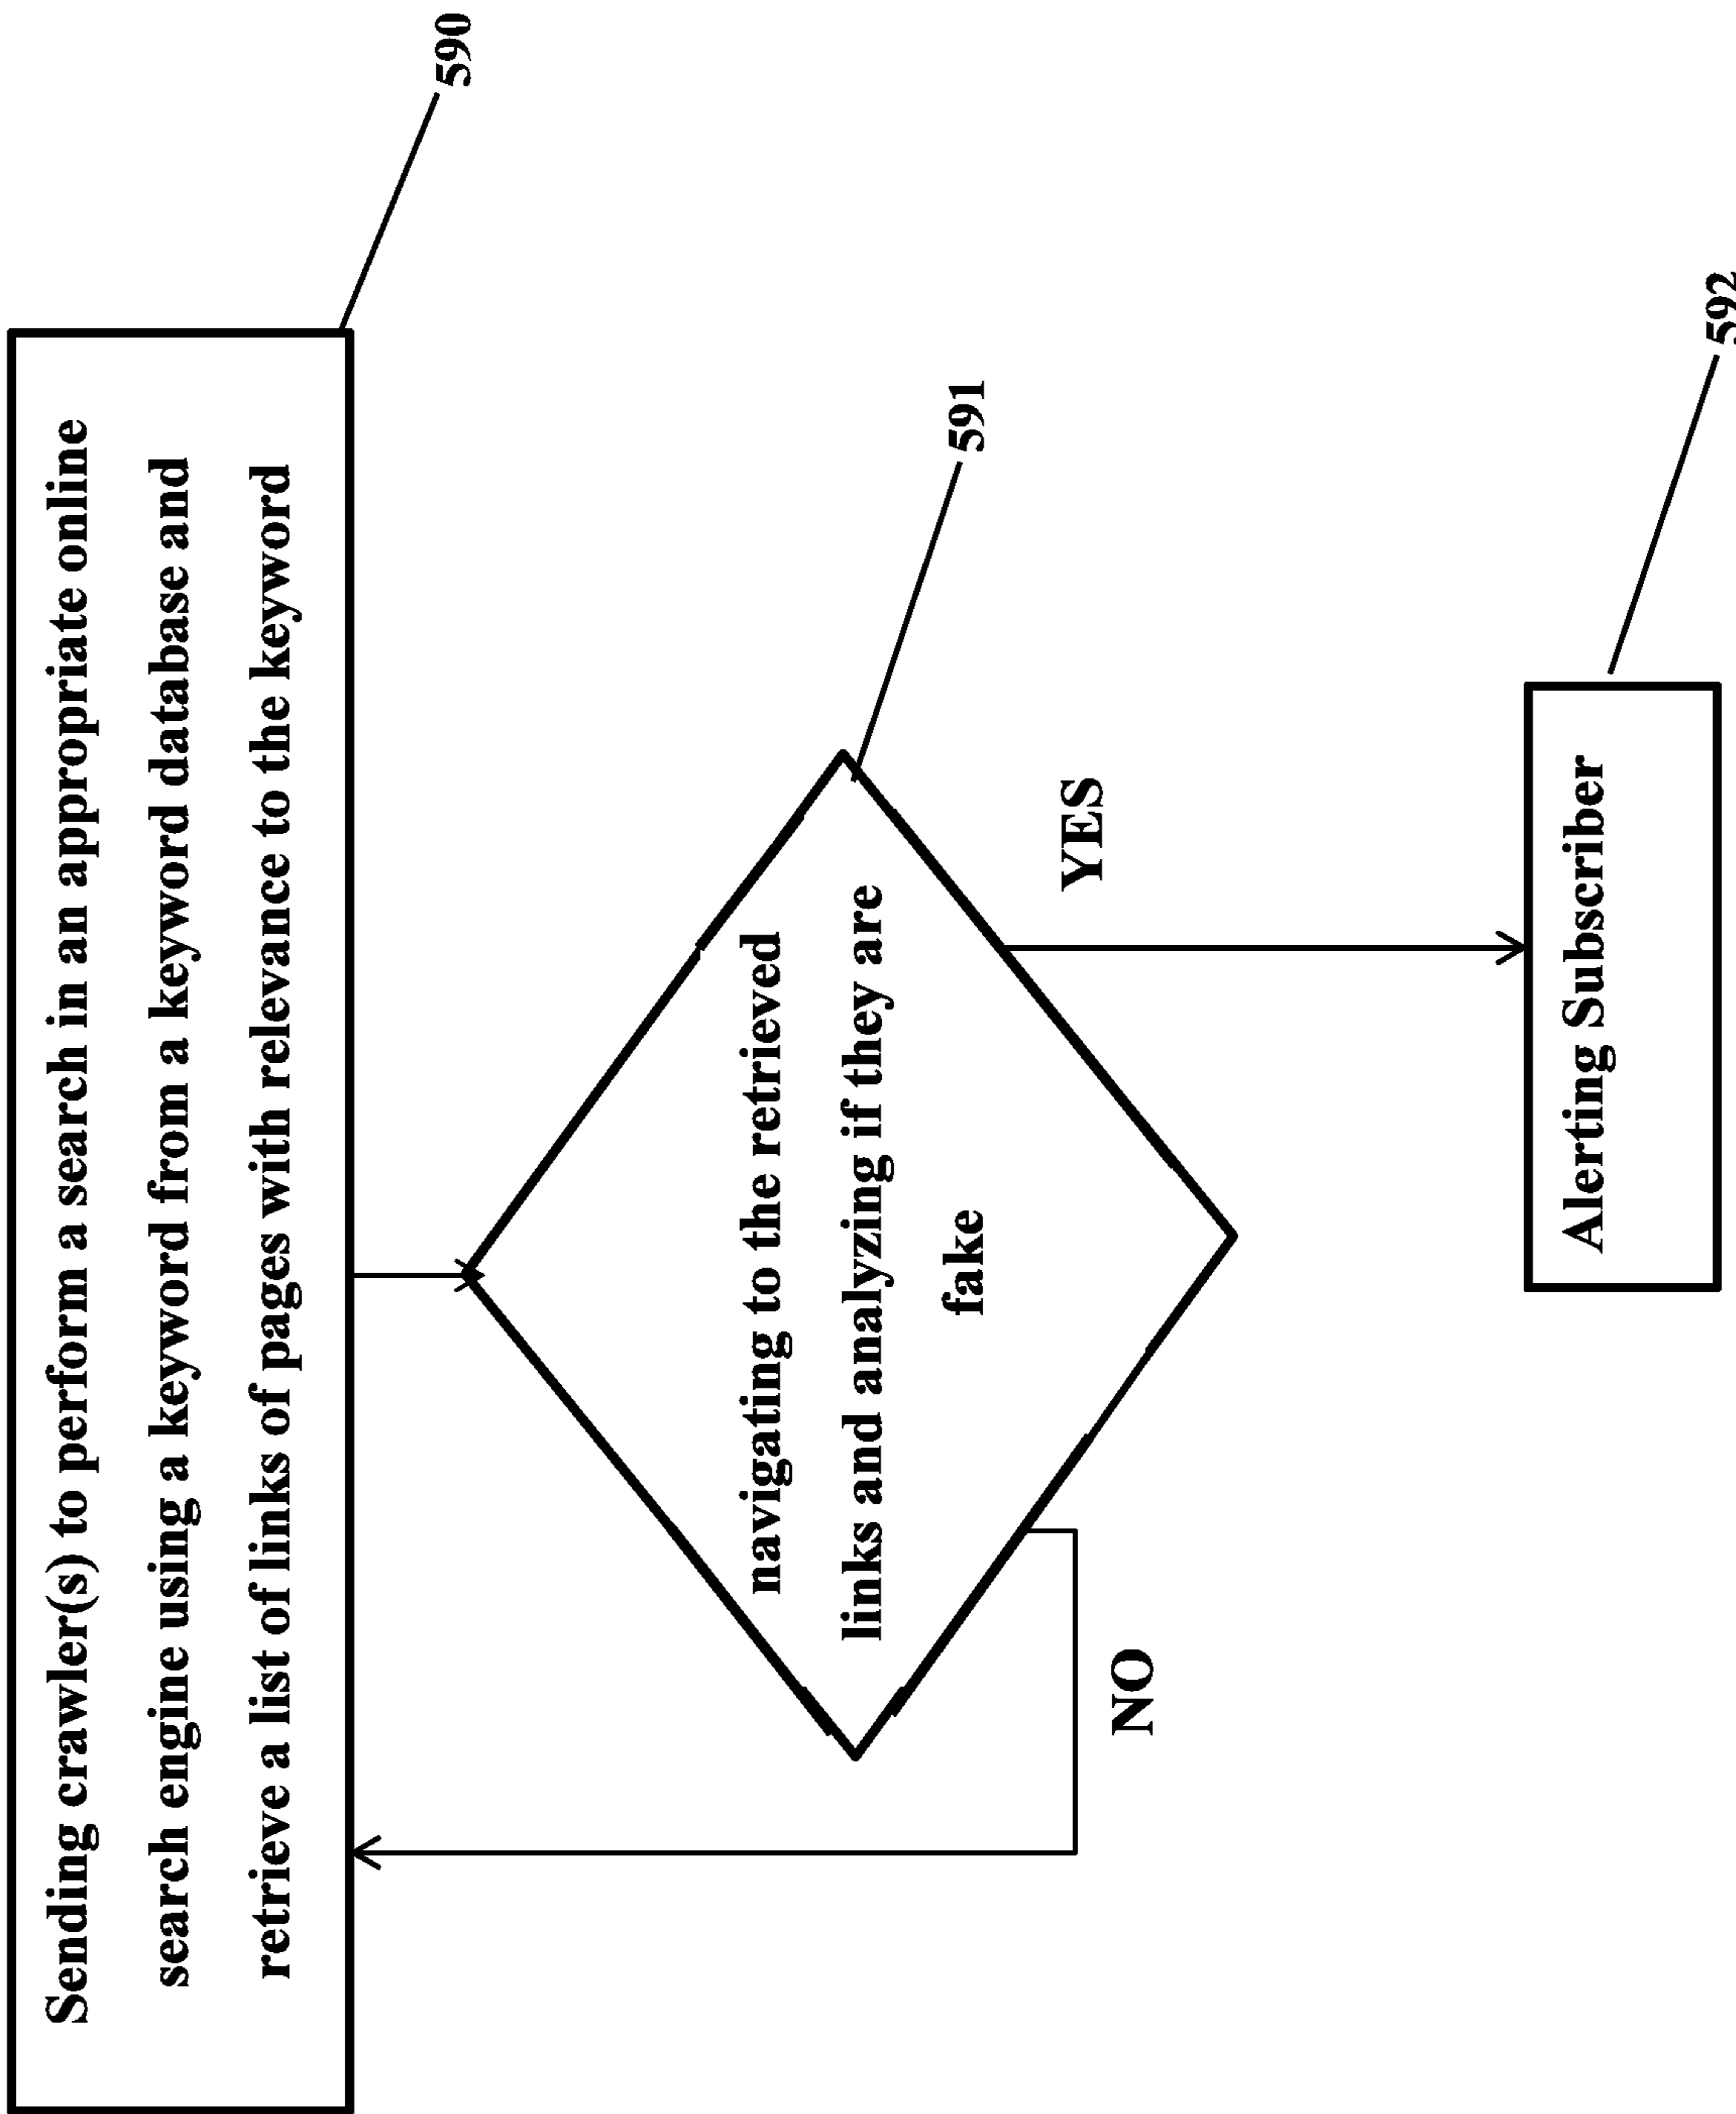 Sending crawler(s) to perform a search in an appropriate online
search engine using a keyword from a keyword database and
retrieve a list of links of pages with relevance to the keyword
590
navigating to the retrieved
links and analyzing if they are
fake
591
YES
NO
Alerting Subscriber
592